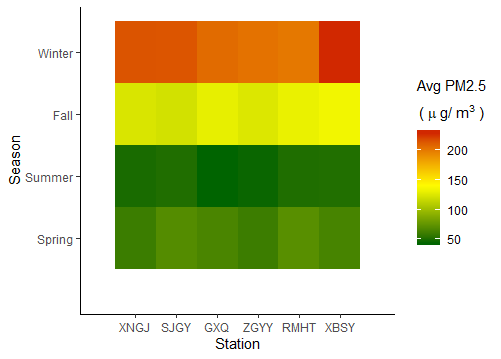 Winter
Fall
Summer
Spring
Season
XNGJ SJGY GXQ ZGYY RMHT XBSY
Station
Avg PM2.5
( μ g/ m³ )
200
150
100
50